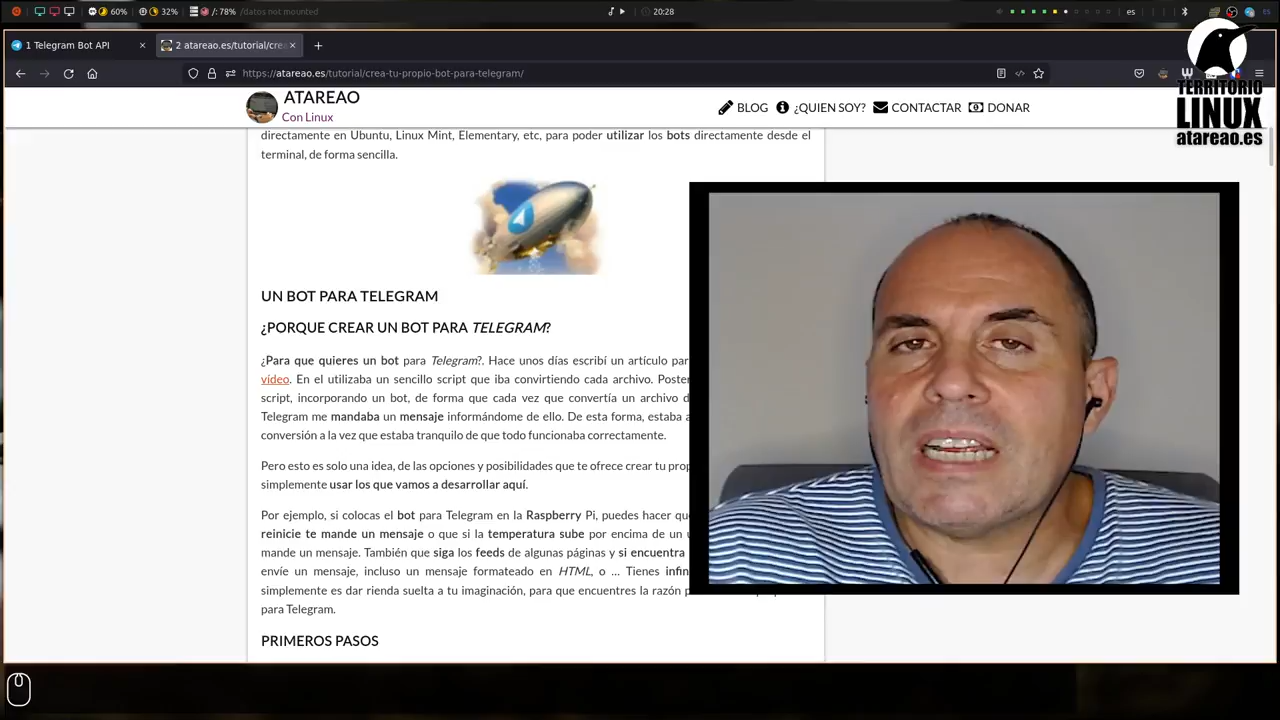 60% 32% /: 78% /datos not mounted 20:28 es ES
1 Telegram Bot API
2 atareao.es/tutorial/crea
https://atareao.es/tutorial/crea-tu-propio-bot-para-telegram/
TERRITORIO
LINUX
atareao.es
ATAREAO
Con Linux
BLOG ¿QUIEN SOY? CONTACTAR DONAR
directamente en Ubuntu, Linux Mint, Elementary, etc, para poder utilizar los bots directamente desde el
terminal, de forma sencilla.
UN BOT PARA TELEGRAM
¿PORQUE CREAR UN BOT PARA TELEGRAM?
¿Para que quieres un bot para Telegram?. Hace unos días escribí un artículo par
vídeo. En el utilizaba un sencillo script que iba convirtiendo cada archivo. Poster
script, incorporando un bot, de forma que cada vez que convertía un archivo d
Telegram me mandaba un mensaje informándome de ello. De esta forma, estaba a
conversión a la vez que estaba tranquilo de que todo funcionaba correctamente.
Pero esto es solo una idea, de las opciones y posibilidades que te ofrece crear tu prop
simplemente usar los que vamos a desarrollar aquí.
Por ejemplo, si colocas el bot para Telegram en la Raspberry Pi, puedes hacer que
reinicie te mande un mensaje o que si la temperatura sube por encima de un u
mande un mensaje. También que siga los feeds de algunas páginas y si encuentra
envíe un mensaje, incluso un mensaje formateado en HTML, o ... Tienes infin
simplemente es dar rienda suelta a tu imaginación, para que encuentres la razón p
para Telegram.
PRIMEROS PASOS